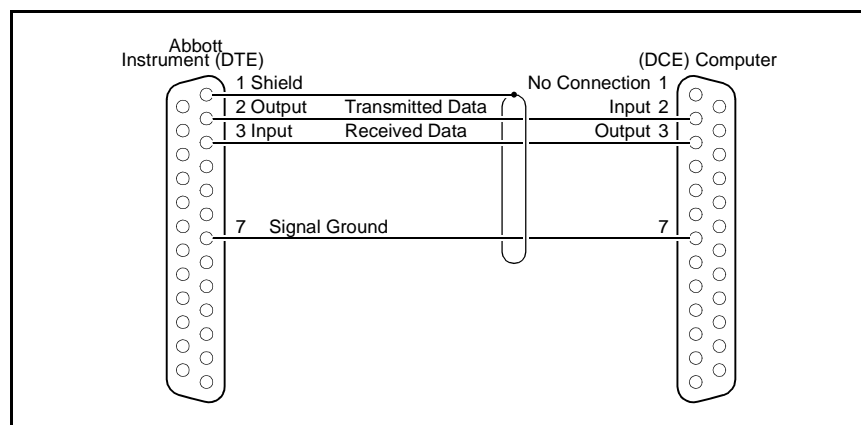 Abbott
Instrument (DTE)
(DCE) Computer
1 Shield
No Connection 1
2 Output Transmitted Data
Input 2
3 Input Received Data
Output 3
7 Signal Ground
7